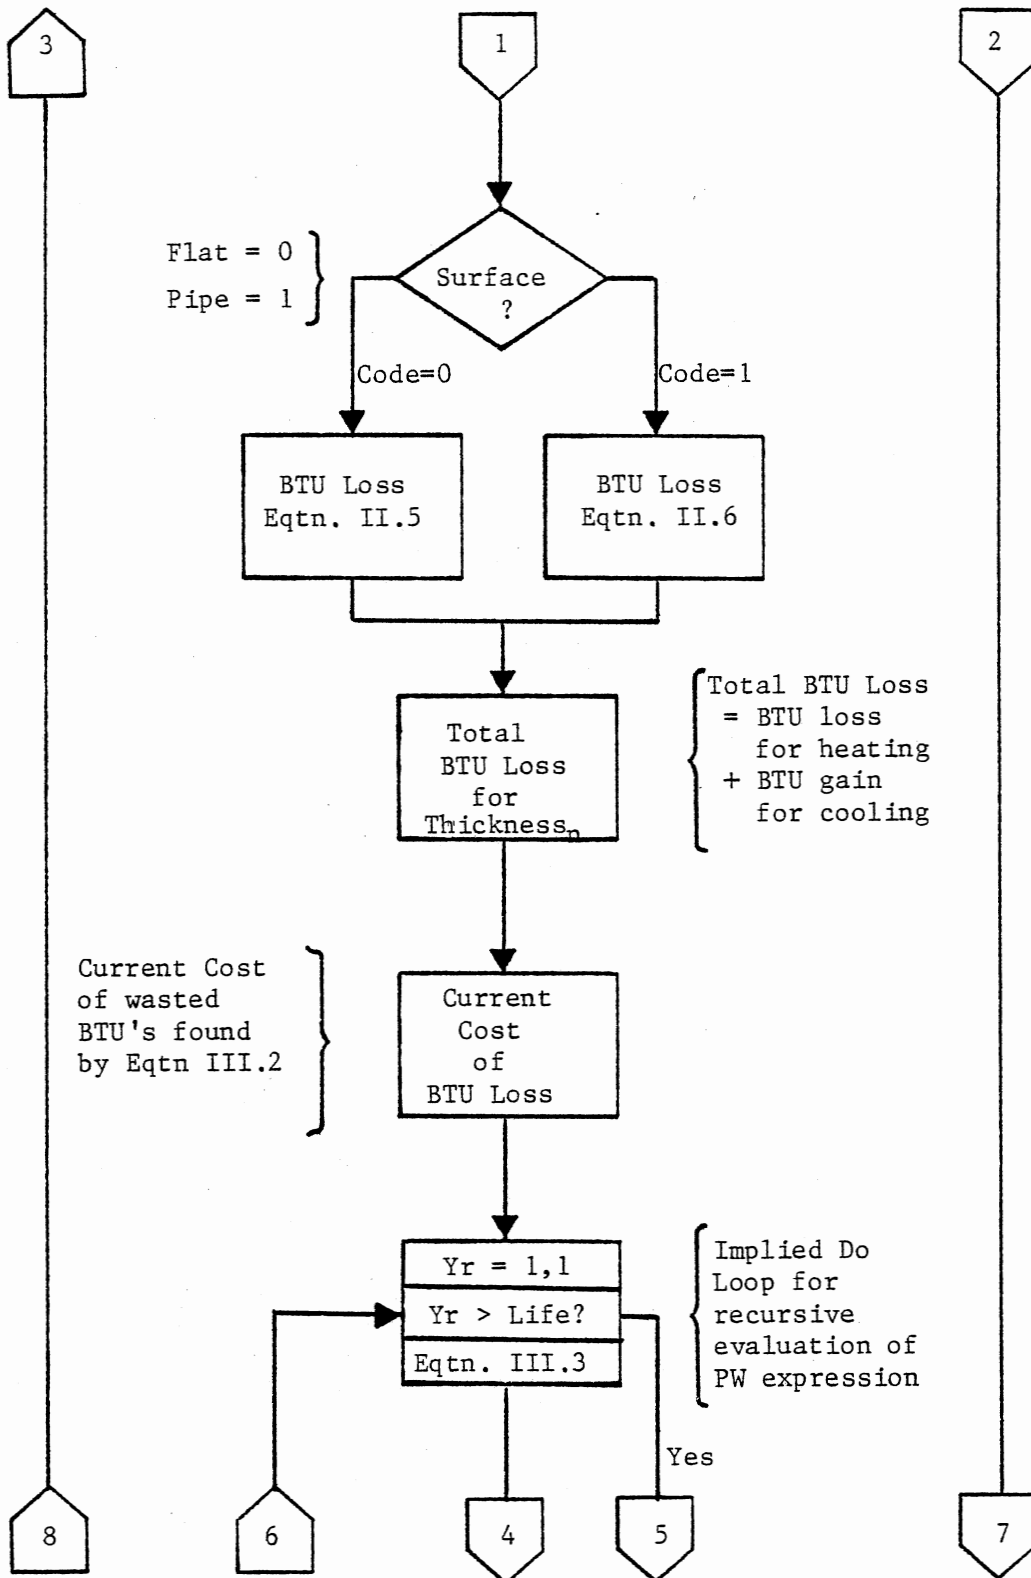 3
1
2
Flat = 0
Pipe = 1
Surface
?
Code=0
Code=1
BTU Loss
Eqtn. II.5
BTU Loss
Eqtn. II.6
Total
BTU Loss
for
Thicknessₙ
Total BTU Loss
= BTU loss
for heating
+ BTU gain
for cooling
Current Cost
of wasted
BTU's found
by Eqtn III.2
Current
Cost
of
BTU Loss
Yr = 1,1
Yr > Life?
Eqtn. III.3
Implied Do
Loop for
recursive
evaluation of
PW expression
Yes
8
6
4
5
7